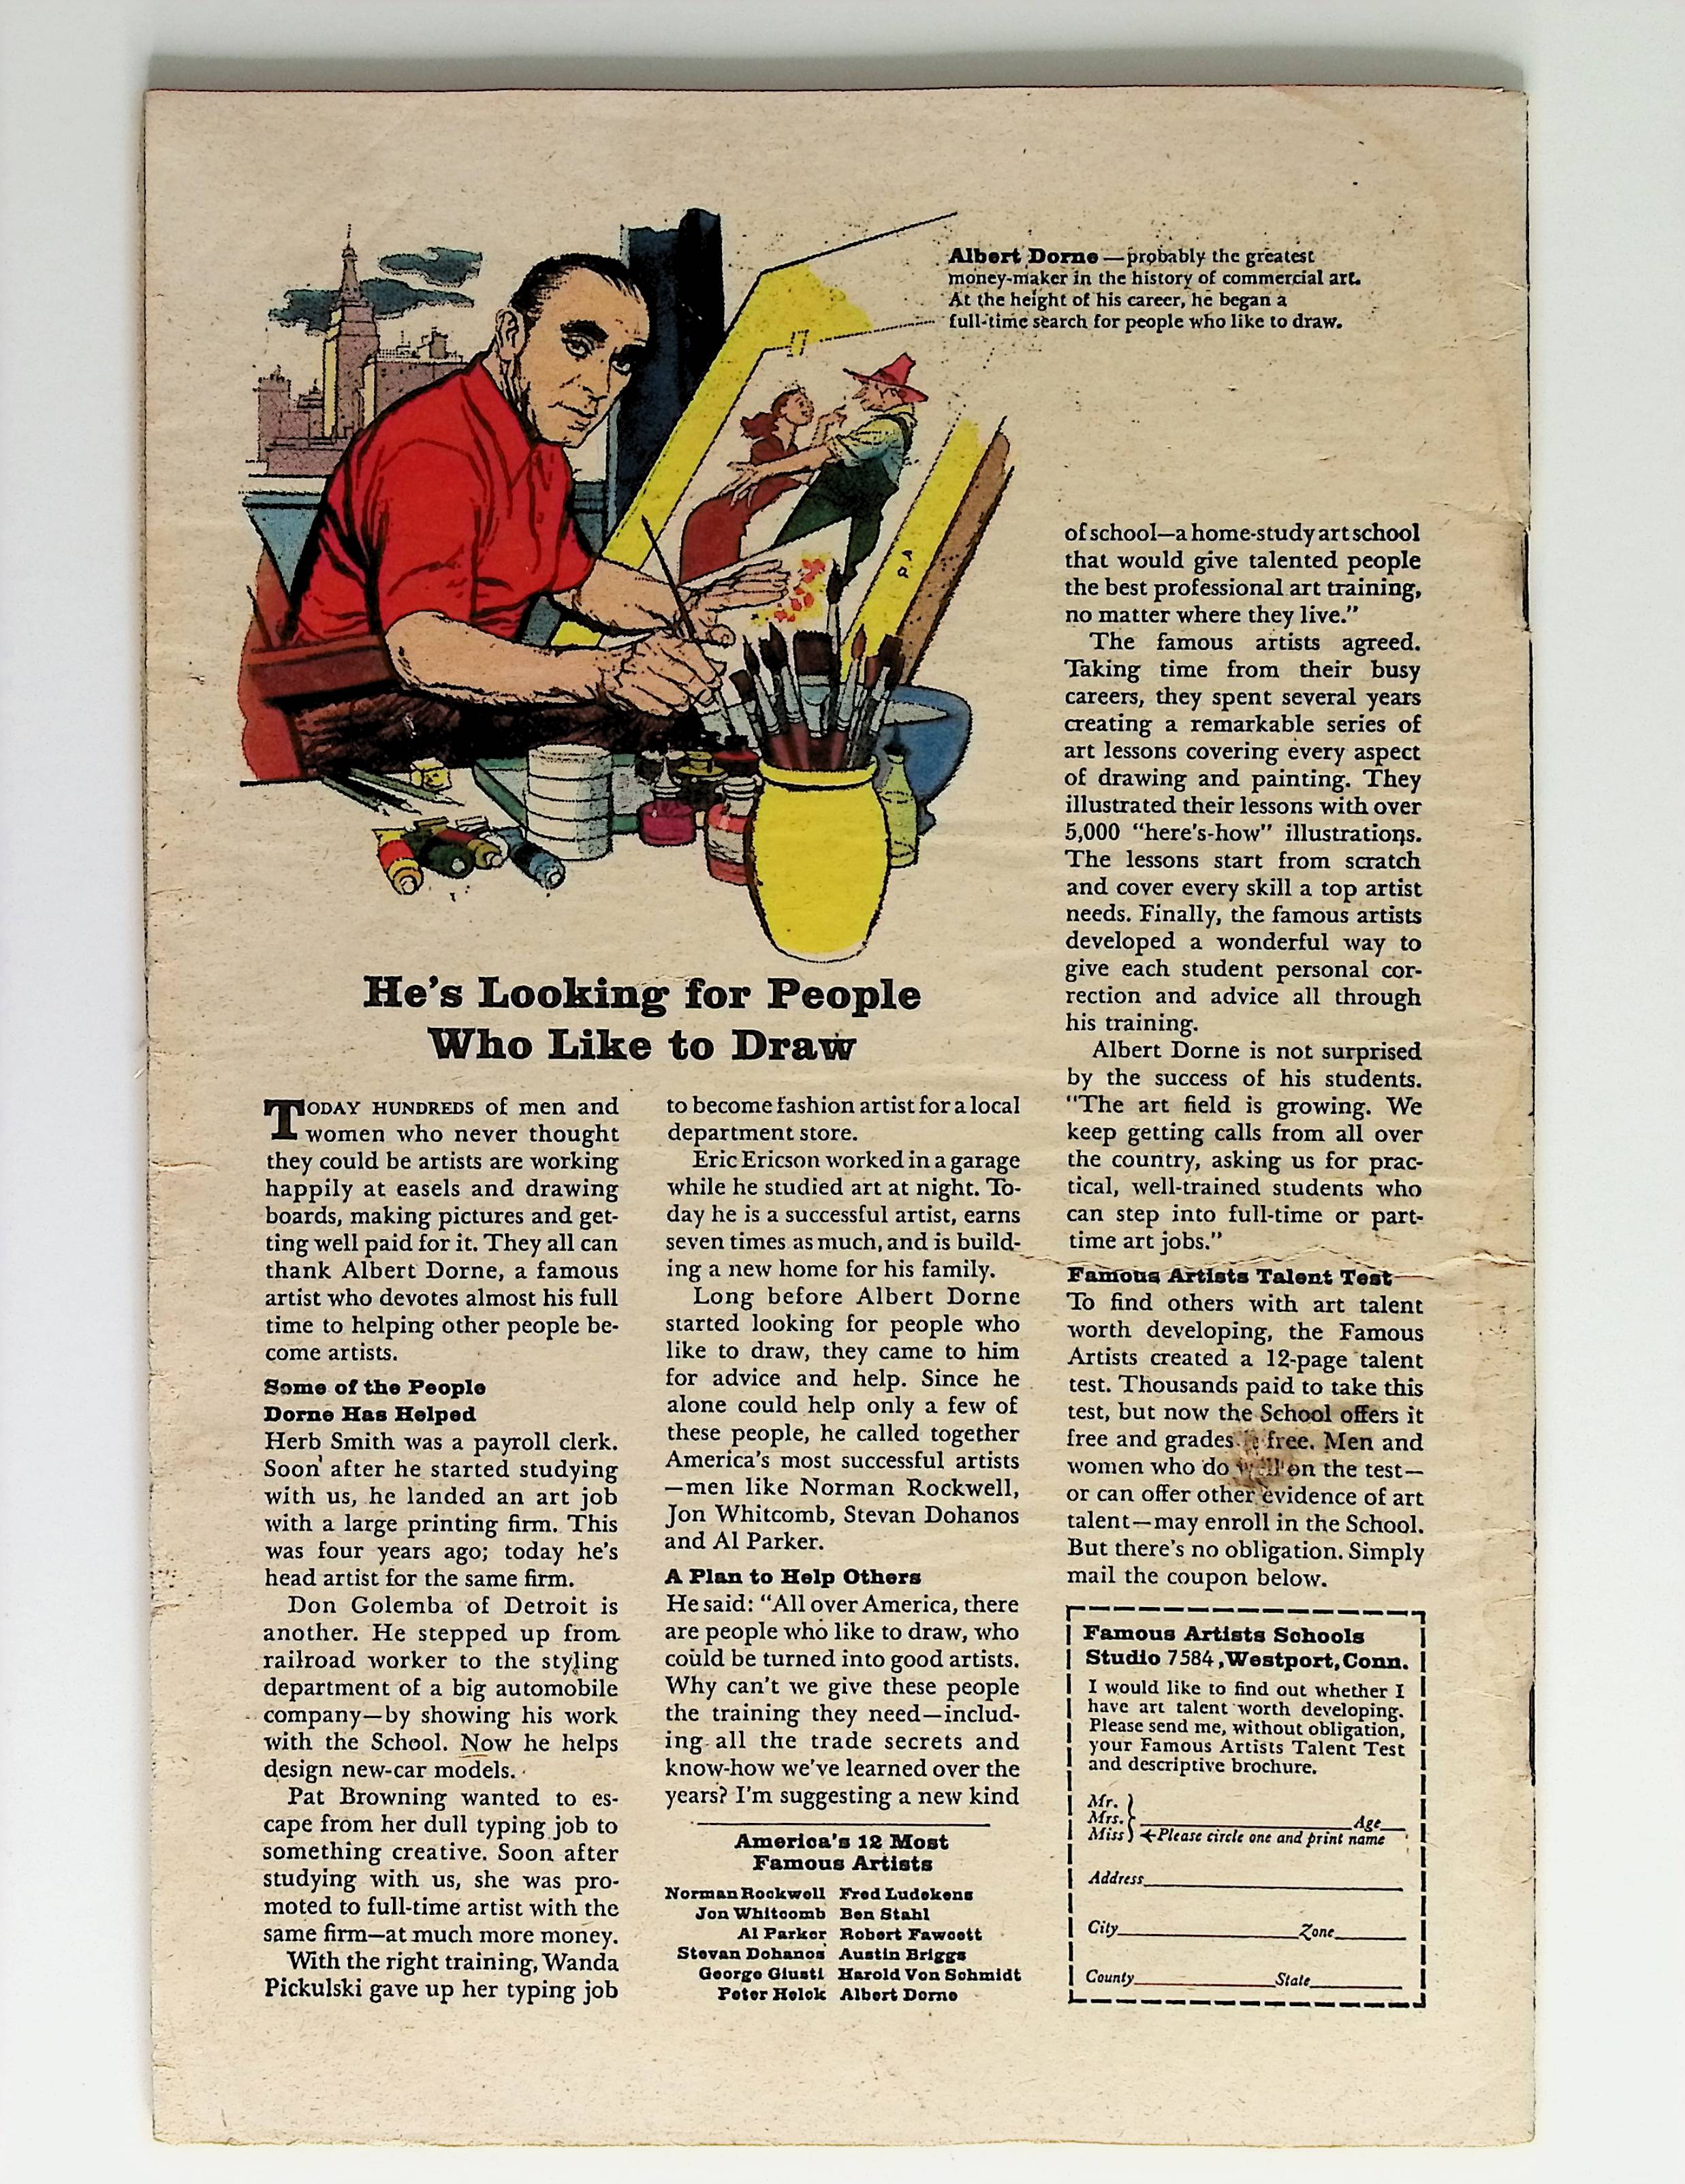 Albert Dorne—probably the greatest
money-maker in the history of commercial art.
At the height of his career, he began a
full-time search for people who like to draw.
He's Looking for People
Who Like to Draw
TODAY HUNDREDS of men and
women who never thought
they could be artists are working
happily at easels and drawing
boards, making pictures and get-
ting well paid for it. They all can
thank Albert Dorne, a famous
artist who devotes almost his full
time to helping other people be-
come artists.
Some of the People
Dorne Has Helped
Herb Smith was a payroll clerk.
Soon after he started studying
with us, he landed an art job
with a large printing firm. This
was four years ago; today he's
head artist for the same firm.
Don Golemba of Detroit is
another. He stepped up from
railroad worker to the styling
department of a big automobile
company—by showing his work
with the School. Now he helps
design new-car models.
Pat Browning wanted to es-
cape from her dull typing job to
something creative. Soon after
studying with us, she was pro-
moted to full-time artist with the
same firm—at much more money.
With the right training, Wanda
Pickulski gave up her typing job
to become fashion artist for a local
department store.
Eric Ericson worked in a garage
while he studied art at night. To-
day he is a successful artist, earns
seven times as much, and is build-
ing a new home for his family.
Long before Albert Dorne
started looking for people who
like to draw, they came to him
for advice and help. Since he
alone could help only a few of
these people, he called together
America's most successful artists
—men like Norman Rockwell,
Jon Whitcomb, Stevan Dohanos
and Al Parker.
A Plan to Help Others
He said: "All over America, there
are people who like to draw, who
could be turned into good artists.
Why can't we give these people
the training they need—includ-
ing all the trade secrets and
know-how we've learned over the
years? I'm suggesting a new kind
America's 12 Most
Famous Artists
Norman Rockwell Fred Ludekens
Jon Whitcomb Ben Stahl
Al Parker Robert Fawcett
Stevan Dohanos Austin Briggs
George Giusti Harold Von Schmidt
Peter Helck Albert Dorne
of school—a home-study art school
that would give talented people
the best professional art training,
no matter where they live."
The famous artists agreed.
Taking time from their busy
careers, they spent several years
creating a remarkable series of
art lessons covering every aspect
of drawing and painting. They
illustrated their lessons with over
5,000 "here's-how" illustrations.
The lessons start from scratch
and cover every skill a top artist
needs. Finally, the famous artists
developed a wonderful way to
give each student personal cor-
rection and advice all through
his training.
Albert Dorne is not surprised
by the success of his students.
"The art field is growing. We
keep getting calls from all over
the country, asking us for prac-
tical, well-trained students who
can step into full-time or part-
time art jobs."
Famous Artists Talent Test
To find others with art talent
worth developing, the Famous
Artists created a 12-page talent
test. Thousands paid to take this
test, but now the School offers it
free and grades free. Men and
women who do well on the test—
or can offer other evidence of art
talent—may enroll in the School.
But there's no obligation. Simply
mail the coupon below.
Famous Artists Schools
Studio 7584, Westport, Conn.
I would like to find out whether I
have art talent worth developing.
Please send me, without obligation,
your Famous Artists Talent Test
and descriptive brochure.
Mr.
Mrs. Age
Miss ←Please circle one and print name
Address
City Zone
County State